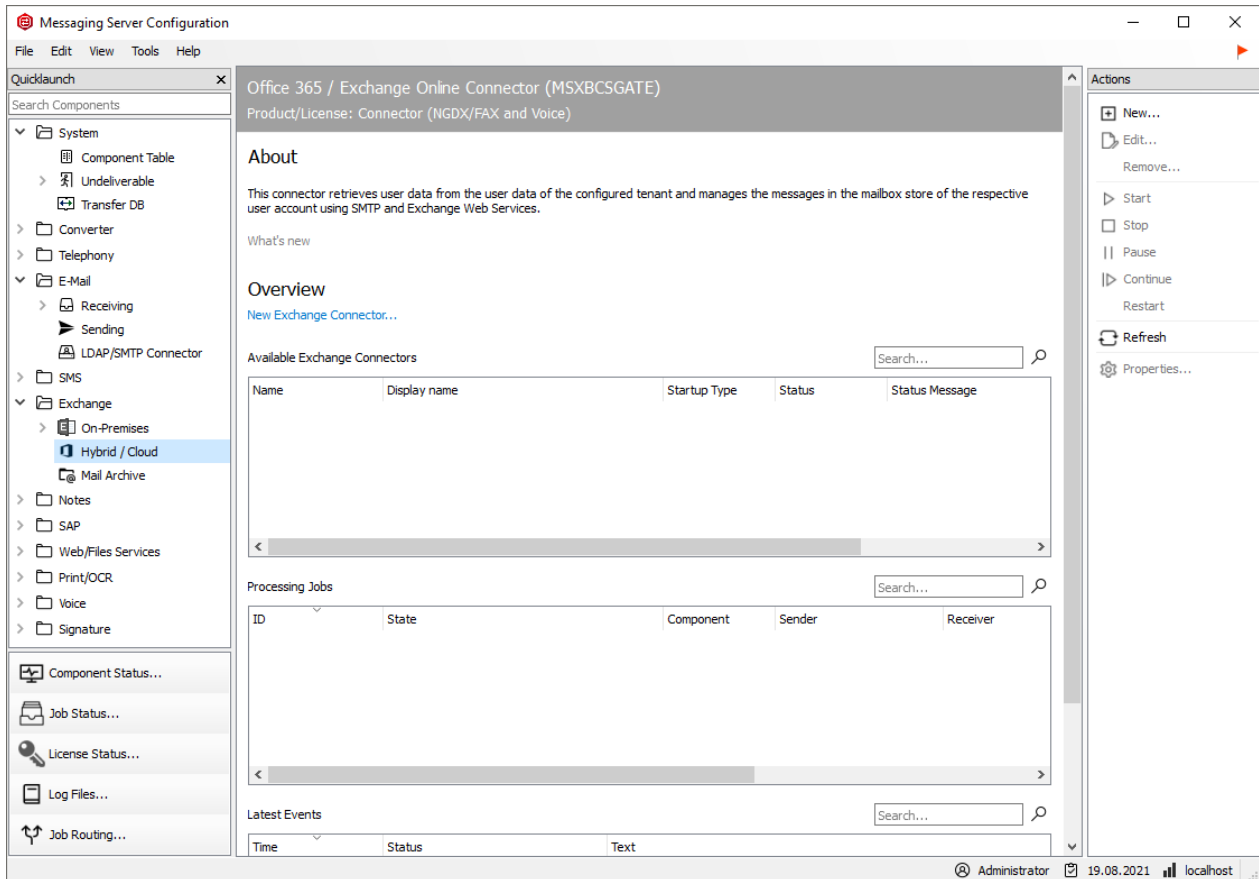 Messaging Server Configuration
File Edit View Tools Help
Quicklaunch
Search Components
System
Component Table
Undeliverable
Transfer DB
Converter
Telephony
E-Mail
Receiving
Sending
LDAP/SMTP Connector
SMS
Exchange
On-Premises
Hybrid / Cloud
Mail Archive
Notes
SAP
Web/Files Services
Print/OCR
Voice
Signature
Component Status...
Job Status...
License Status...
Log Files...
Job Routing...
Office 365 / Exchange Online Connector (MSXBCSGATE)
Product/License: Connector (NGDX/FAX and Voice)
About
This connector retrieves user data from the user data of the configured tenant and manages the messages in the mailbox store of the respective
user account using SMTP and Exchange Web Services.
What's new
Overview
New Exchange Connector...
Available Exchange Connectors Search...
Name Display name Startup Type Status Status Message
Processing Jobs Search...
ID State Component Sender Receiver
Latest Events Search...
Time Status Text
Actions
New...
Edit...
Remove...
Start
Stop
Pause
Continue
Restart
Refresh
Properties...
Administrator 19.08.2021 localhost